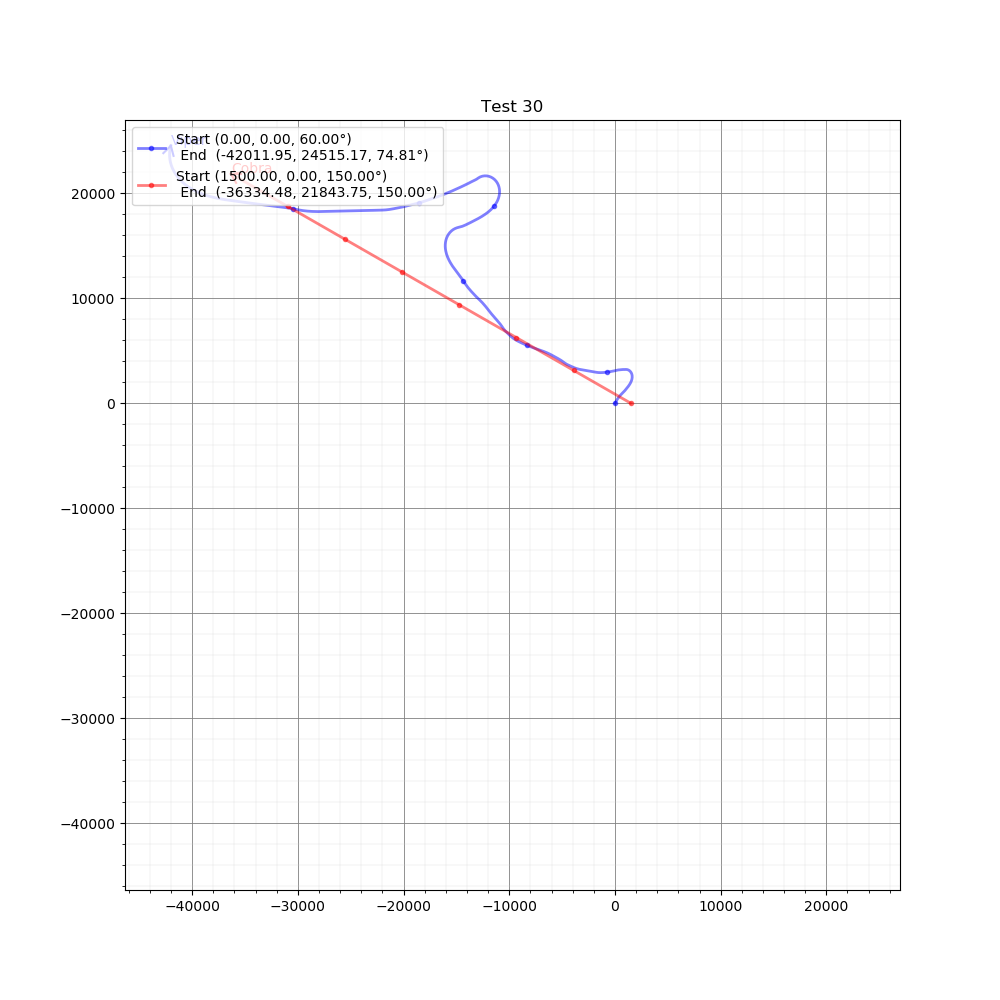 Test 30
Start (0.00, 0.00, 60.00°)
End (-42011.95, 24515.17, 74.81°)
Cobra
Start (1500.00, 0.00, 150.00°)
End (-36334.48, 21843.75, 150.00°)
20000
10000
0
−10000
−20000
−30000
−40000
−40000 −30000 −20000 −10000 0 10000 20000